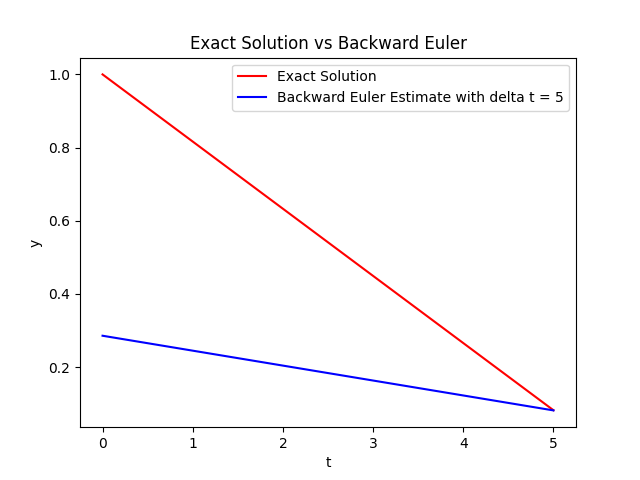 Exact Solution vs Backward Euler
Exact Solution
Backward Euler Estimate with delta t = 5
1.0
0.8
0.6
0.4
0.2
y
0 1 2 3 4 5
t